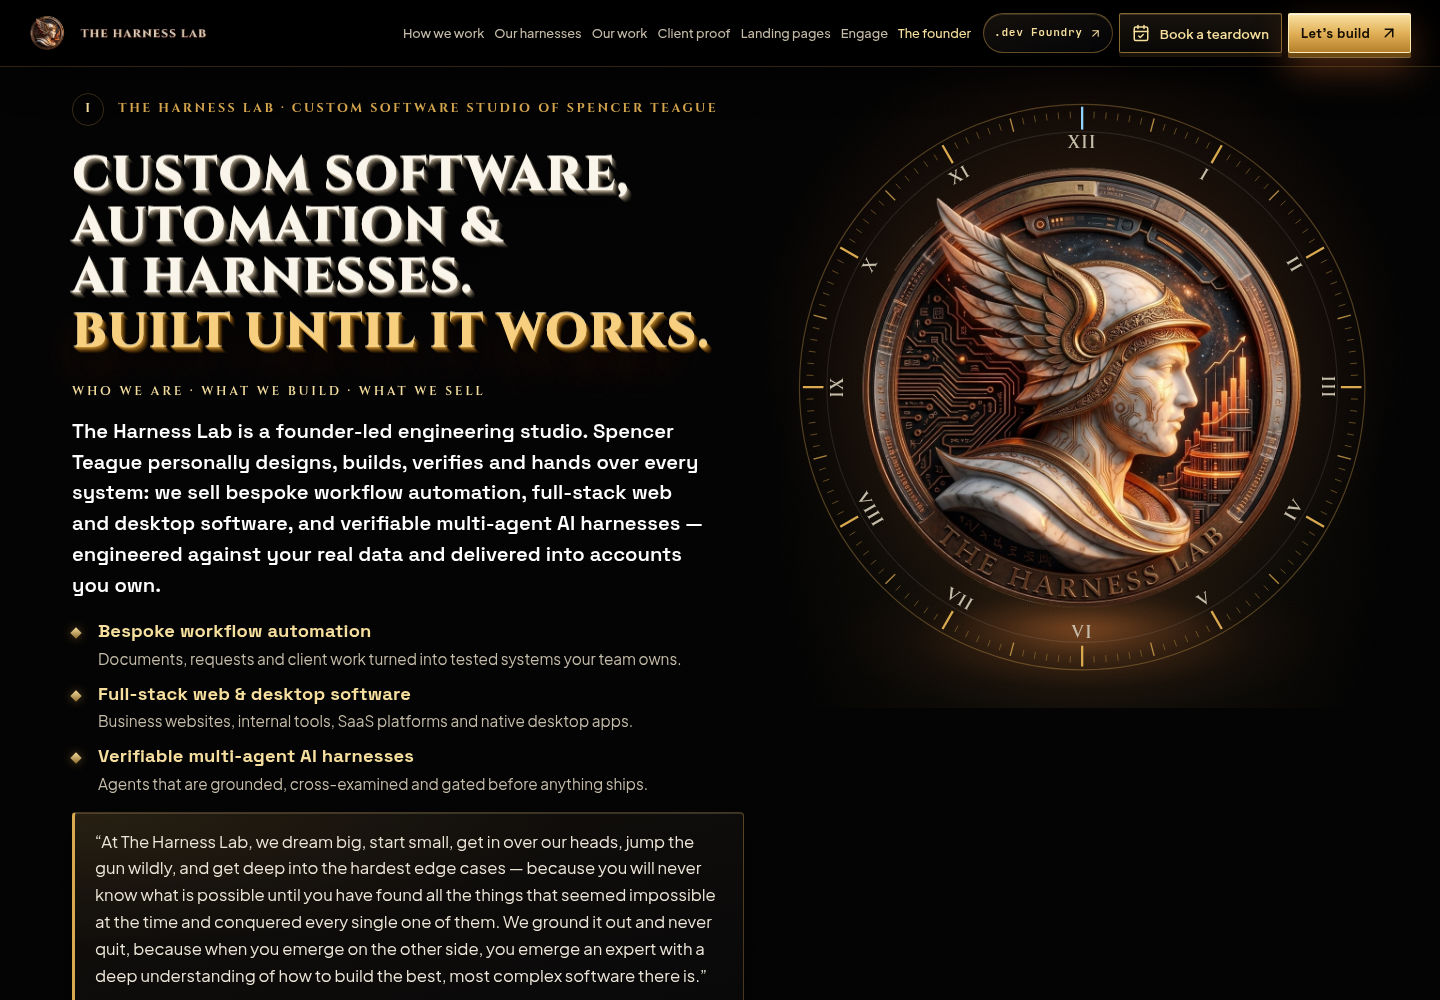 THE HARNESS LAB
How we work
Our harnesses
Our work
Client proof
Landing pages
Engage
The founder
.dev Foundry
Book a teardown
Let's build
I
THE HARNESS LAB · CUSTOM SOFTWARE STUDIO OF SPENCER TEAGUE
CUSTOM SOFTWARE,
AUTOMATION &
AI HARNESSES.
BUILT UNTIL IT WORKS.
WHO WE ARE · WHAT WE BUILD · WHAT WE SELL
The Harness Lab is a founder-led engineering studio. Spencer
Teague personally designs, builds, verifies and hands over every
system: we sell bespoke workflow automation, full-stack web
and desktop software, and verifiable multi-agent AI harnesses —
engineered against your real data and delivered into accounts
you own.
Bespoke workflow automation
Documents, requests and client work turned into tested systems your team owns.
Full-stack web & desktop software
Business websites, internal tools, SaaS platforms and native desktop apps.
Verifiable multi-agent AI harnesses
Agents that are grounded, cross-examined and gated before anything ships.
“At The Harness Lab, we dream big, start small, get in over our heads, jump the
gun wildly, and get deep into the hardest edge cases — because you will never
know what is possible until you have found all the things that seemed impossible
at the time and conquered every single one of them. We ground it out and never
quit, because when you emerge on the other side, you emerge an expert with a
deep understanding of how to build the best, most complex software there is.”
XII
I
II
III
IV
V
VI
VII
VIII
IX
X
XI
THE HARNESS LAB